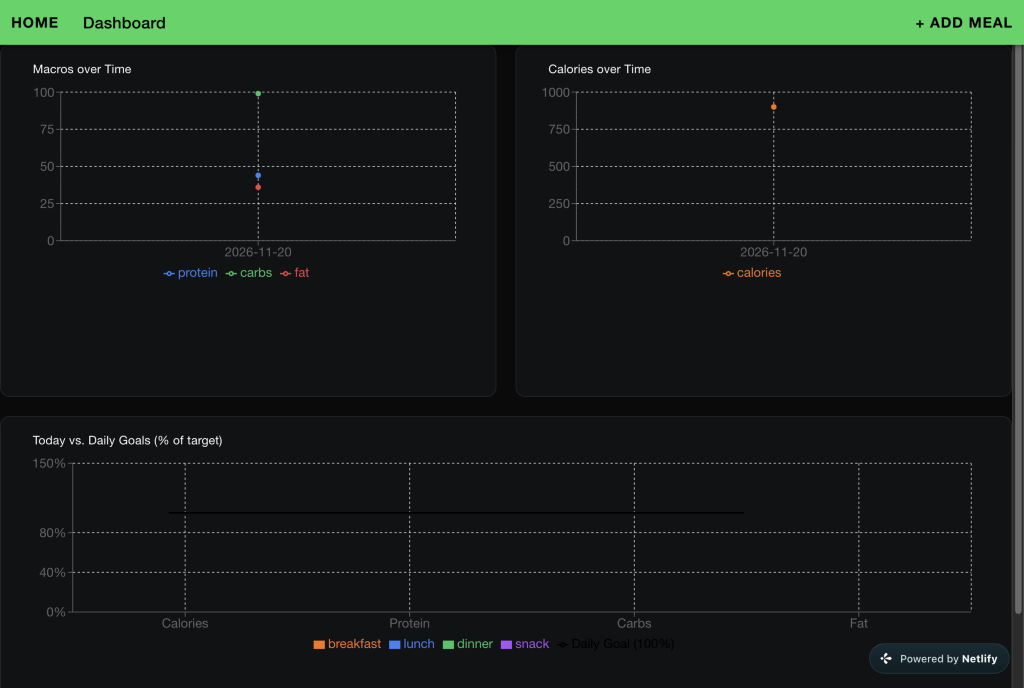 HOME Dashboard + ADD MEAL
Macros over Time
100
75
50
25
0
2026-11-20
protein carbs fat
Calories over Time
1000
750
500
250
0
2026-11-20
calories
Today vs. Daily Goals (% of target)
150%
80%
40%
0%
Calories Protein Carbs Fat
breakfast lunch dinner snack Daily Goal (100%)
Powered by Netlify